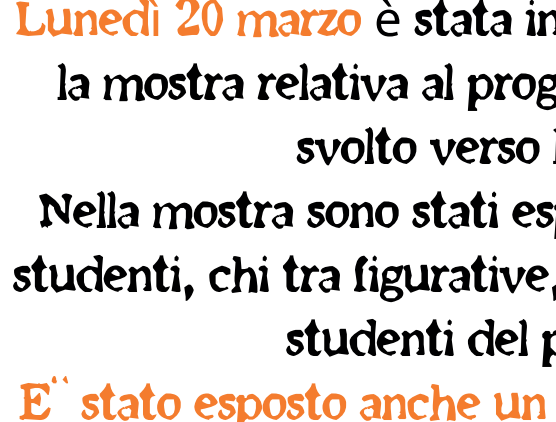 Lunedì 20 marzo è stata in
la mostra relativa al prog
svolto verso
Nella mostra sono stati esp
studenti, chi tra figurative,
studenti del p
E`` stato esposto anche un